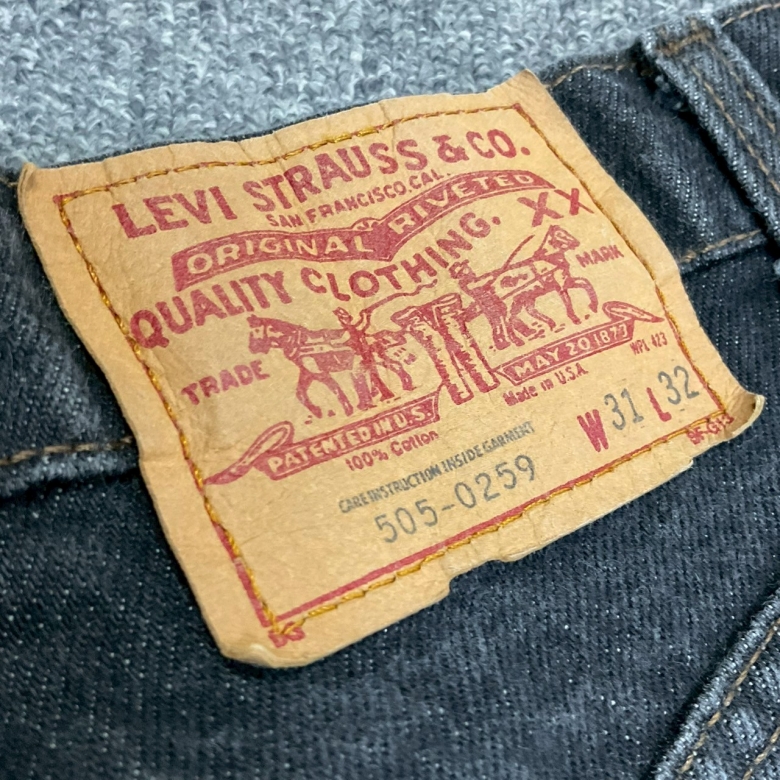 LEVI STRAUSS & CO.
SAN FRANCISCO, CAL.
ORIGINAL RIVETED
QUALITY CLOTHING. XX
TRADE MARK
PATENTED IN U.S. MAY 20 1873
100% Cotton Made in U.S.A. WPL 423
CARE INSTRUCTION INSIDE GARMENT
505-0259 W 31 L 32